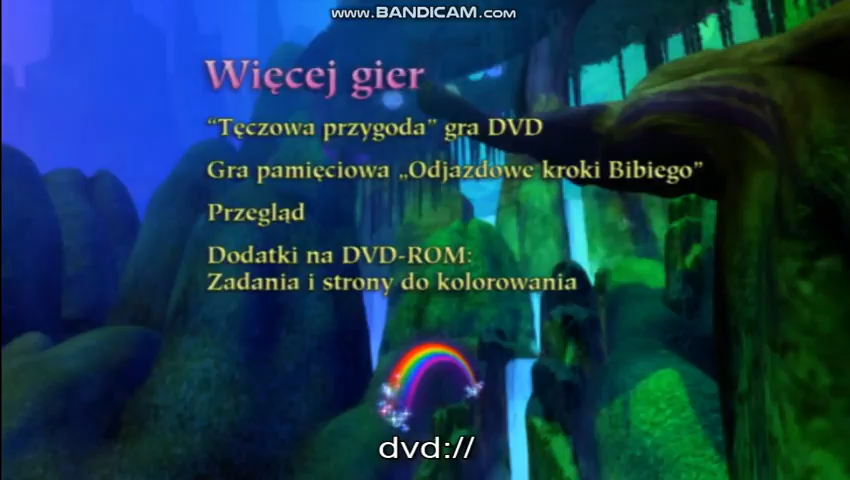 www.BANDICAM.com
Więcej gier
“Tęczowa przygoda” gra DVD
Gra pamięciowa „Odjazdowe kroki Bibiego”
Przegląd
Dodatki na DVD-ROM:
Zadania i strony do kolorowania
dvd://